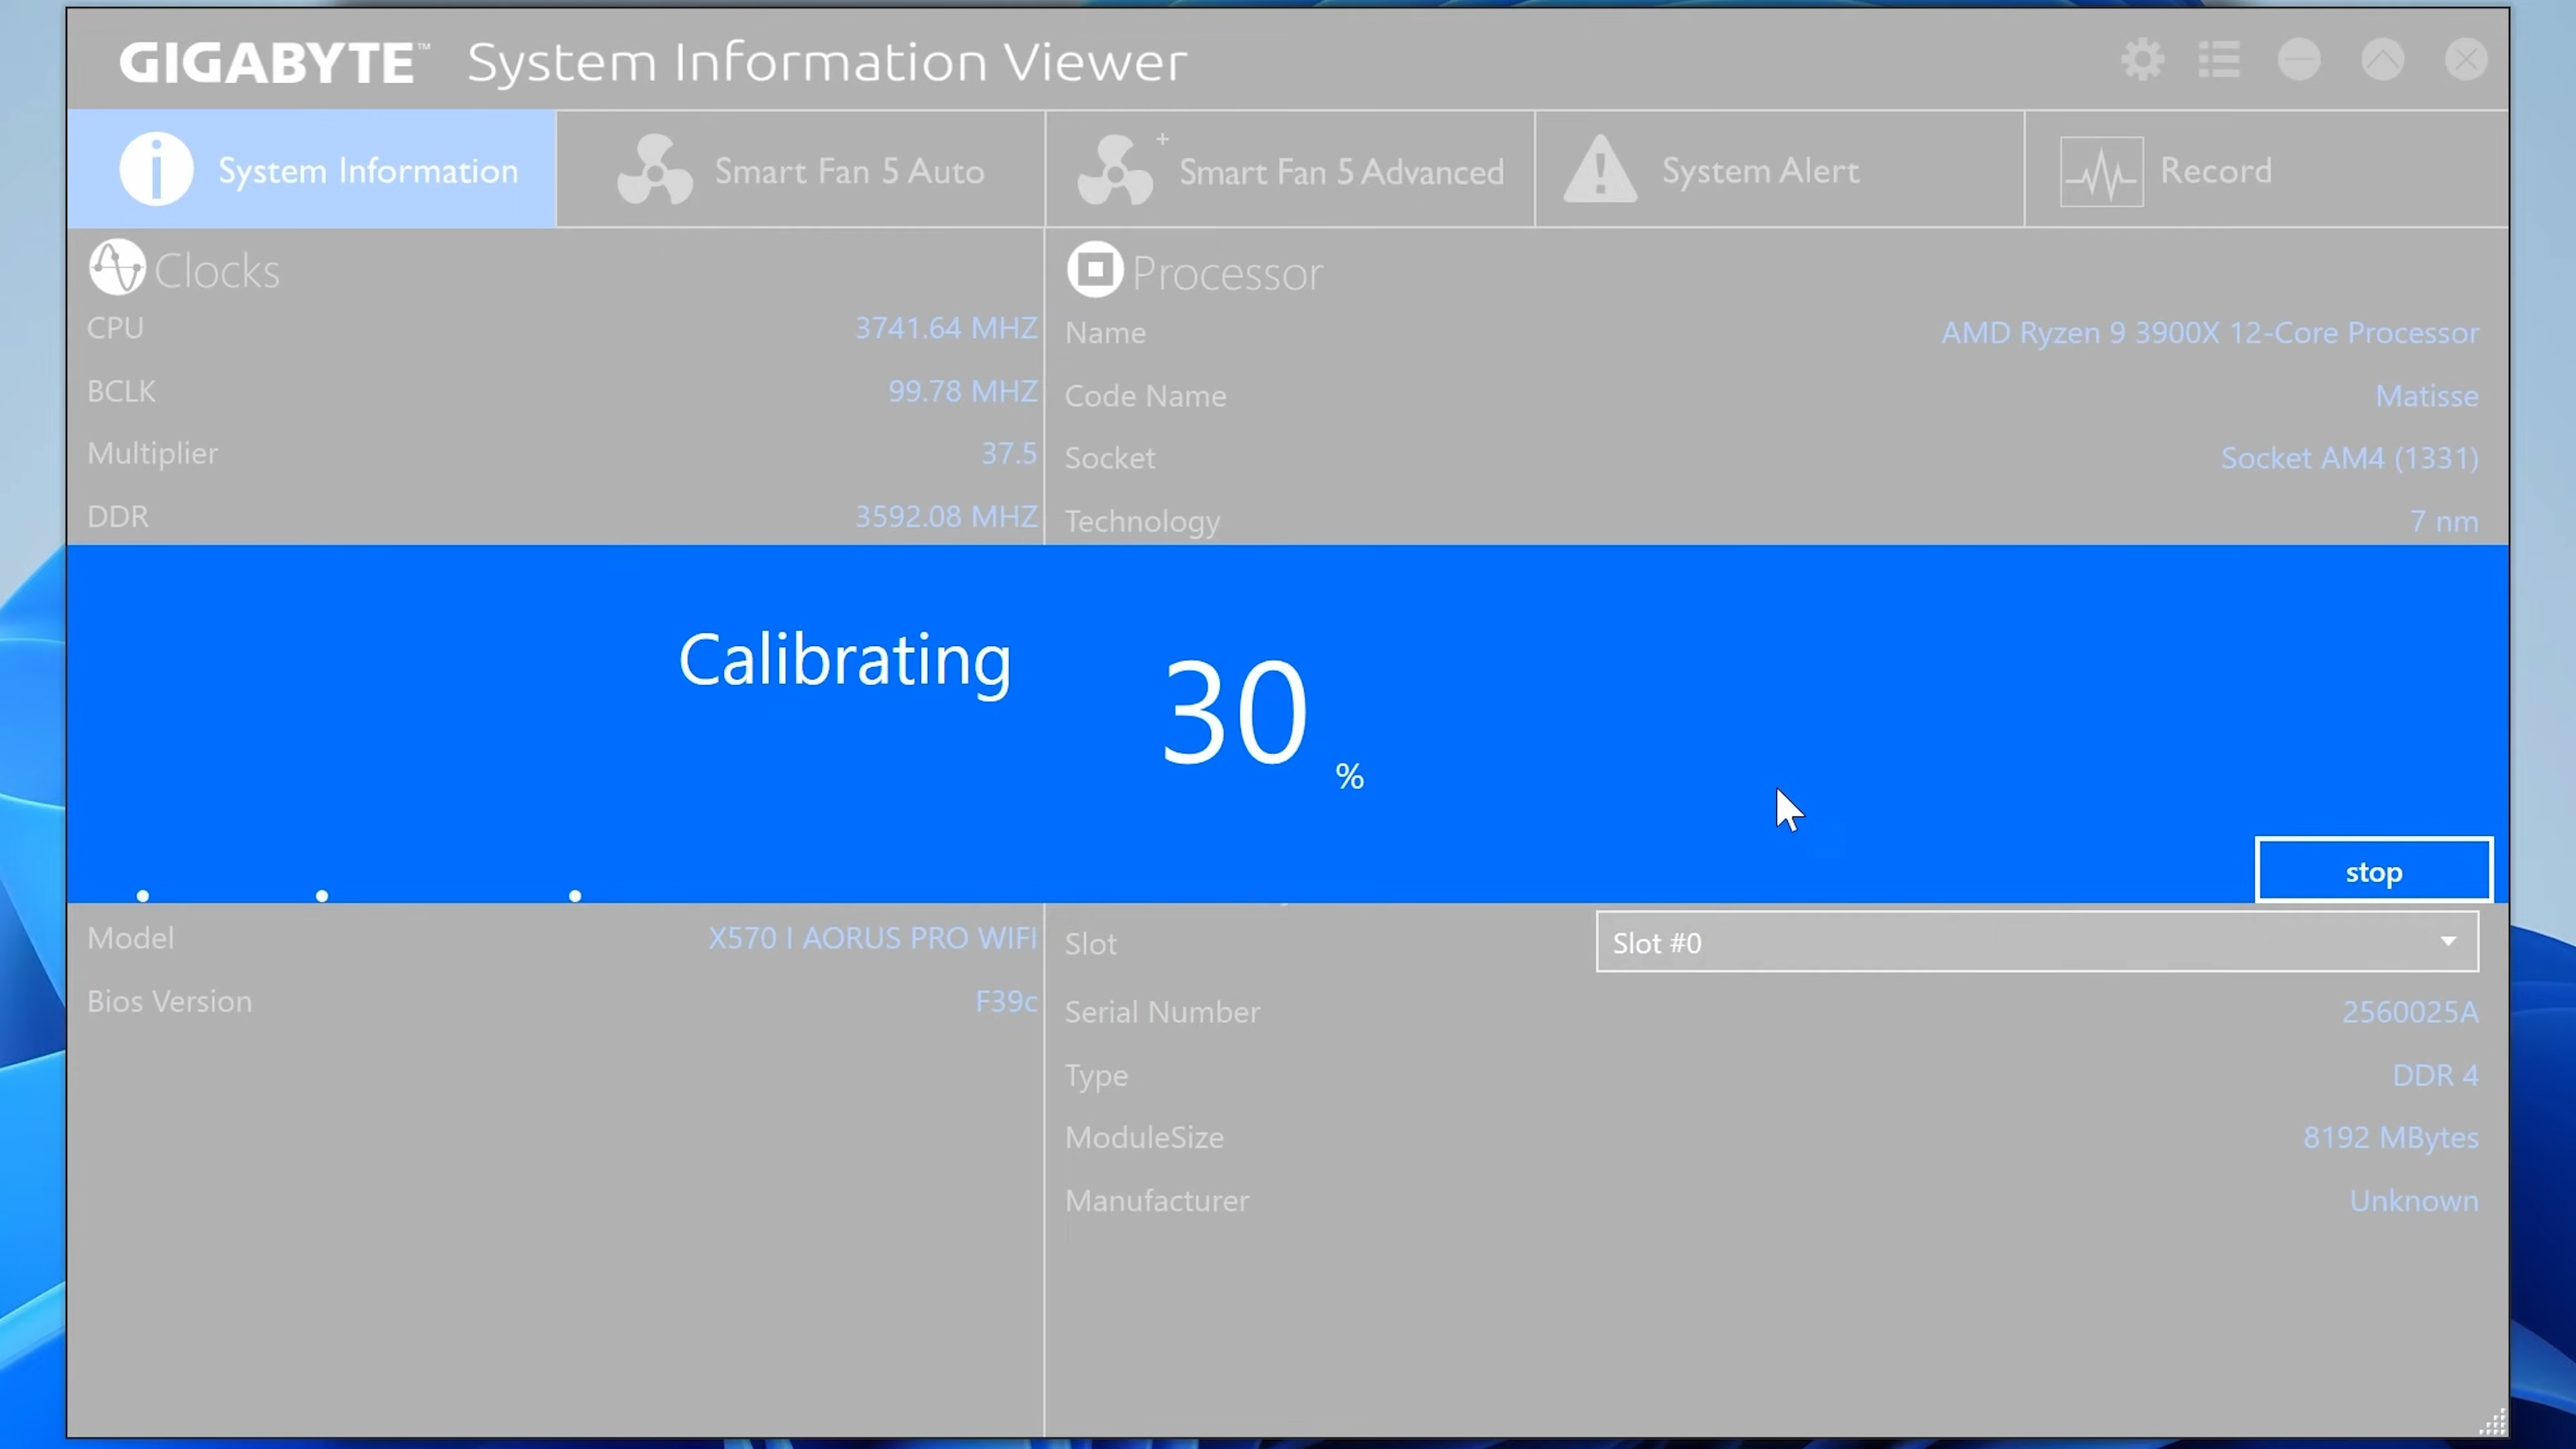 GIGABYTE™ System Information Viewer
System Information
Smart Fan 5 Auto
+ Smart Fan 5 Advanced
System Alert
Record
Clocks
CPU 3741.64 MHZ
BCLK 99.78 MHZ
Multiplier 37.5
DDR 3592.08 MHZ
Processor
Name AMD Ryzen 9 3900X 12-Core Processor
Code Name Matisse
Socket Socket AM4 (1331)
Technology 7 nm
Calibrating 30 %
stop
Model X570 I AORUS PRO WIFI
Bios Version F39c
Slot Slot #0
Serial Number 2560025A
Type DDR 4
ModuleSize 8192 MBytes
Manufacturer Unknown